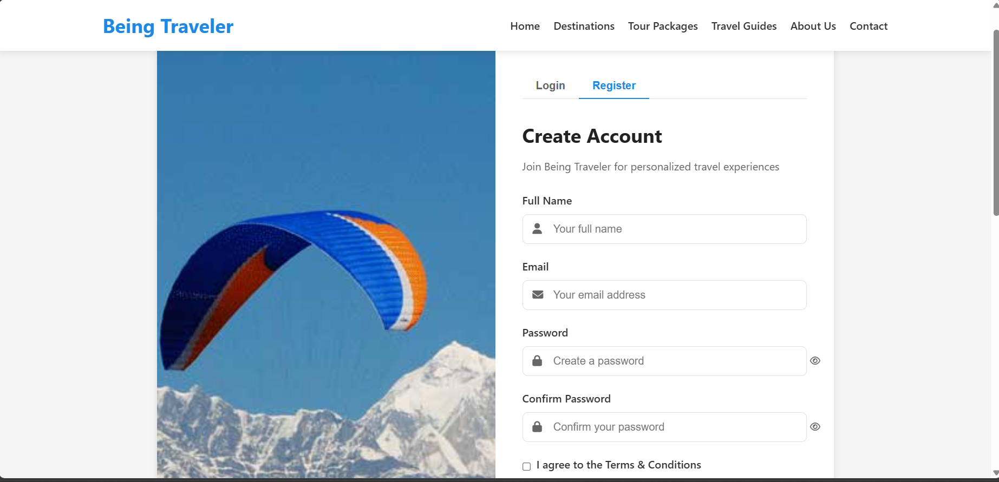 Being Traveler
Home Destinations Tour Packages Travel Guides About Us Contact
Login Register
Create Account
Join Being Traveler for personalized travel experiences
Full Name
Your full name
Email
Your email address
Password
Create a password
Confirm Password
Confirm your password
I agree to the Terms & Conditions